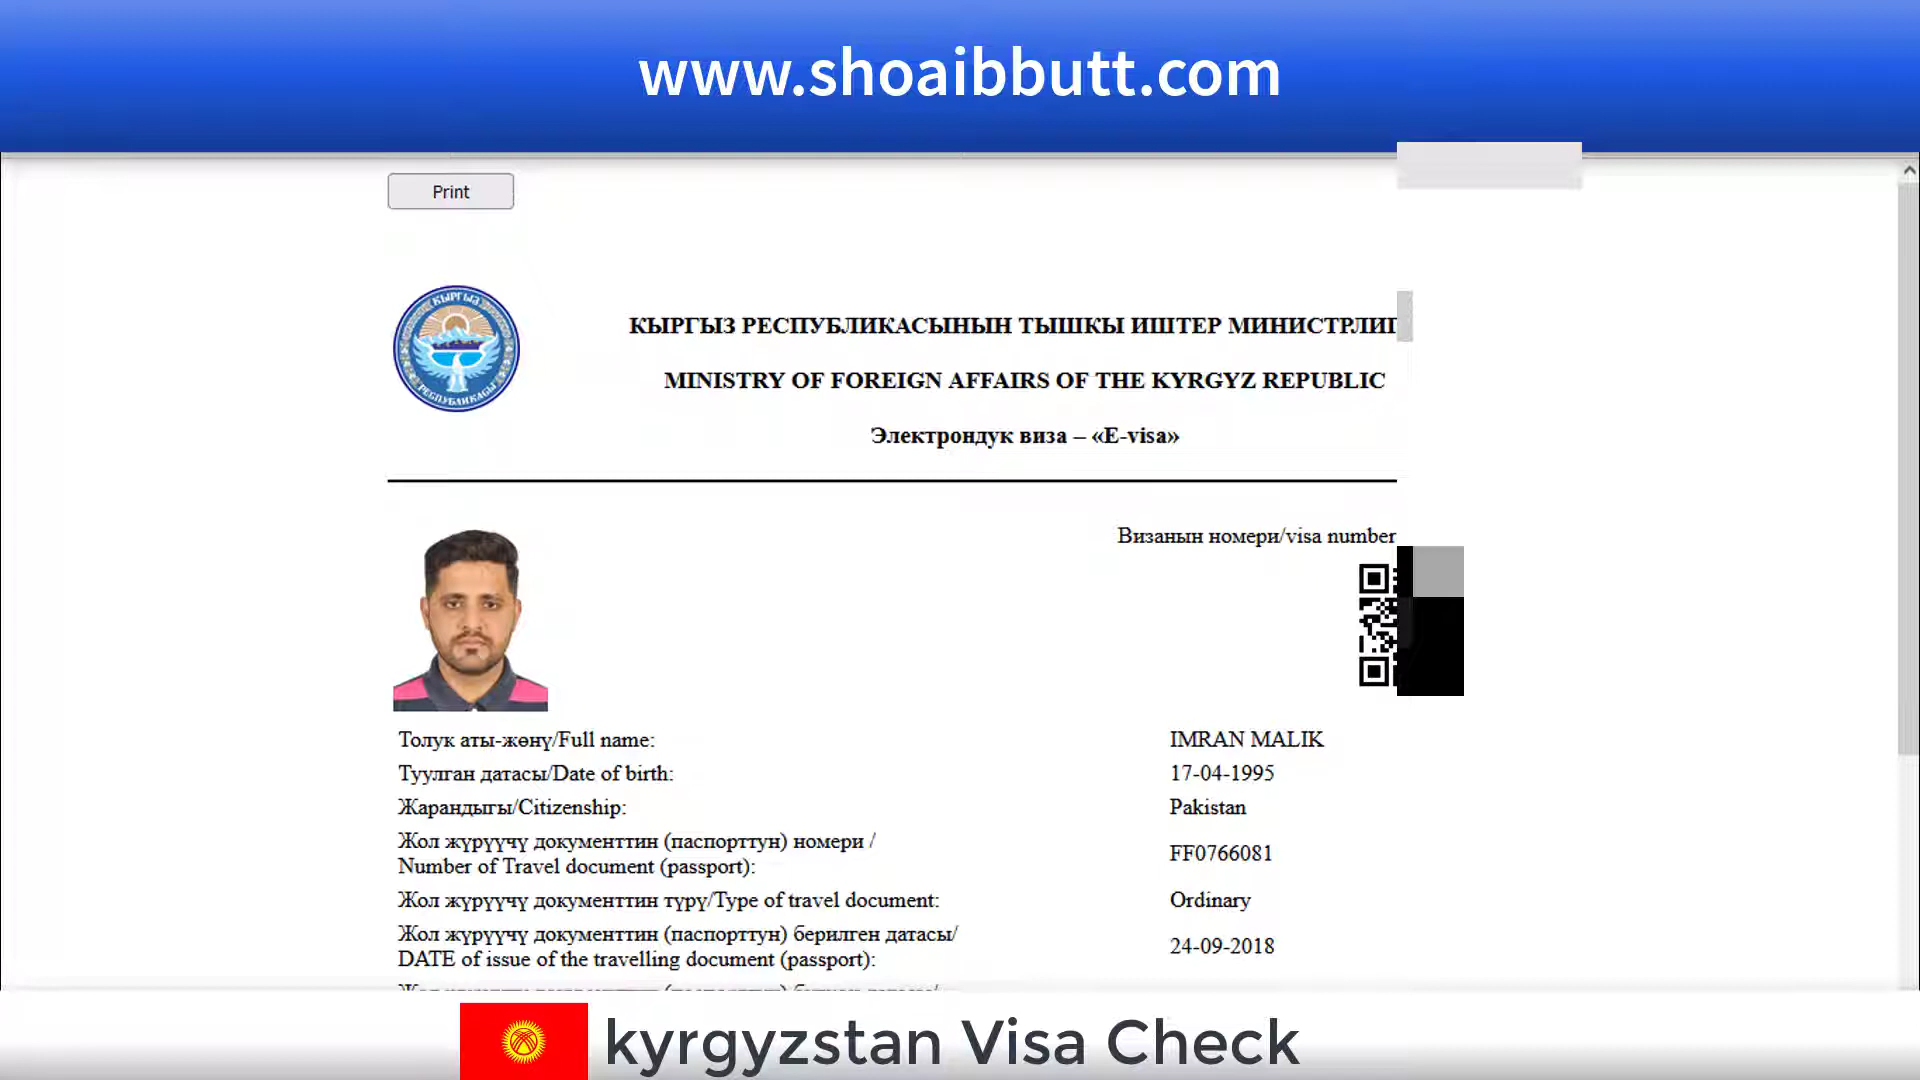 www.shoaibbutt.com
Print
КЫРГЫЗ
РЕСПУБЛИКАСЫ
КЫРГЫЗ РЕСПУБЛИКАСЫНЫН ТЫШКЫ ИШТЕР
MINISTRY OF FOREIGN AFFAIRS OF THE KYRGYZ REPUBLIC
Электрондук виза – «E-visa»
Визанын номери/visa number
Толук аты-жөнү/Full name: IMRAN MALIK
Туулган датасы/Date of birth: 17-04-1995
Жарандыгы/Citizenship: Pakistan
Жол жүрүүчү документтин (паспорттун) номери /
Number of Travel document (passport): FF0766081
Жол жүрүүчү документтин түрү/Type of travel document: Ordinary
Жол жүрүүчү документтин (паспорттун) берилген датасы/
DATE of issue of the travelling document (passport): 24-09-2018
kyrgyzstan Visa Check